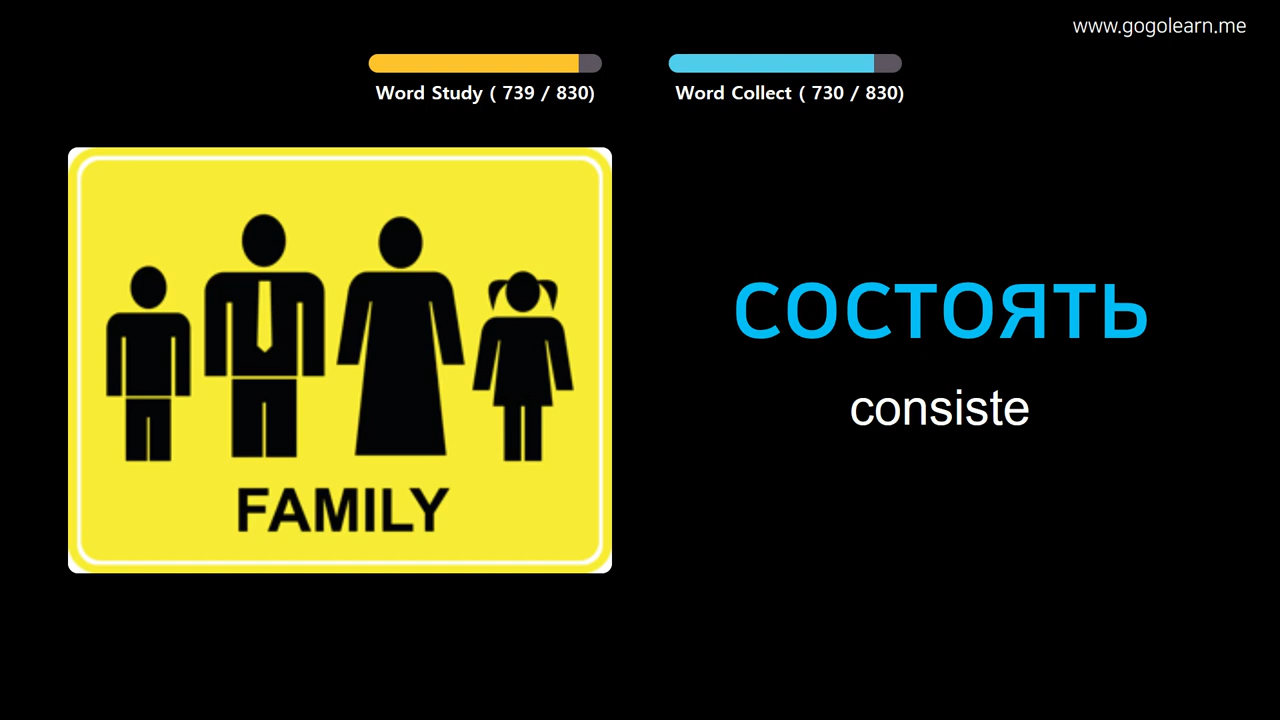 www.gogolearn.me
Word Study ( 739 / 830)
Word Collect ( 730 / 830)
FAMILY
состоять
consiste